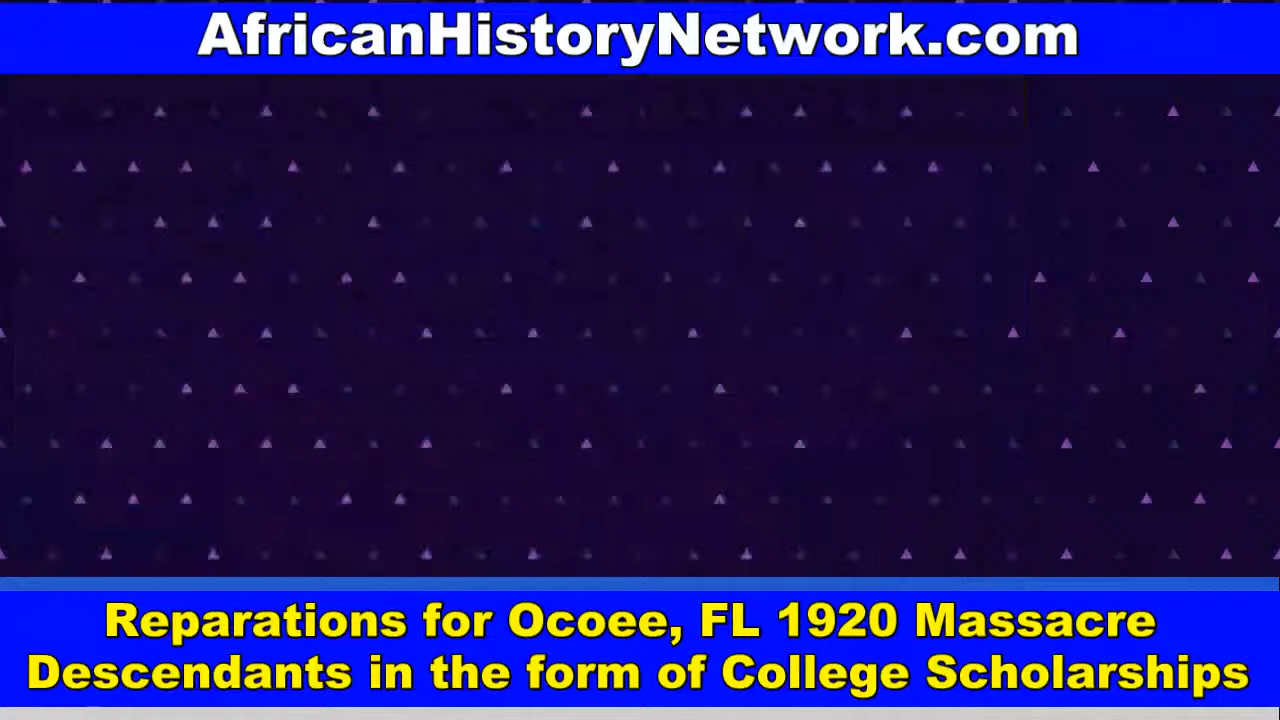 AfricanHistoryNetwork.com
Reparations for Ocoee, FL 1920 Massacre
Descendants in the form of College Scholarships